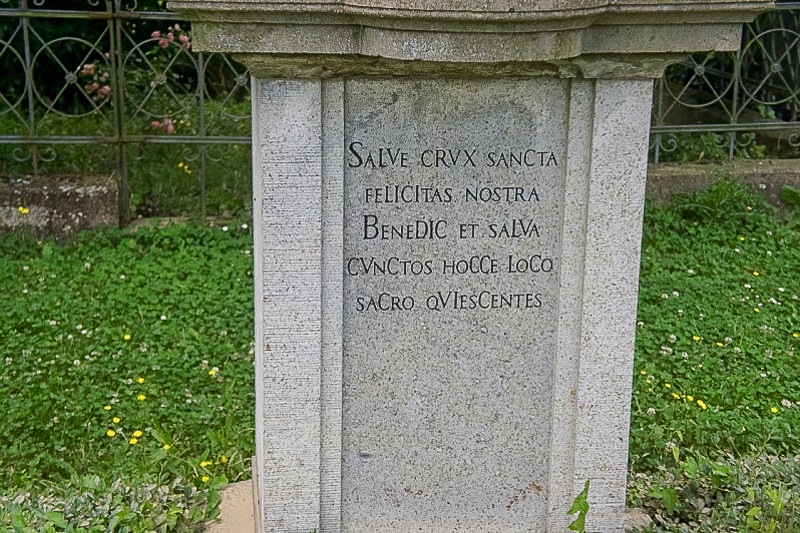 SALVE CRVX SANCTA
FELICITAS NOSTRA
BENEDIC ET SALVA
CVNCTOS HOCCE LOCO
SACRO QVIESCENTES